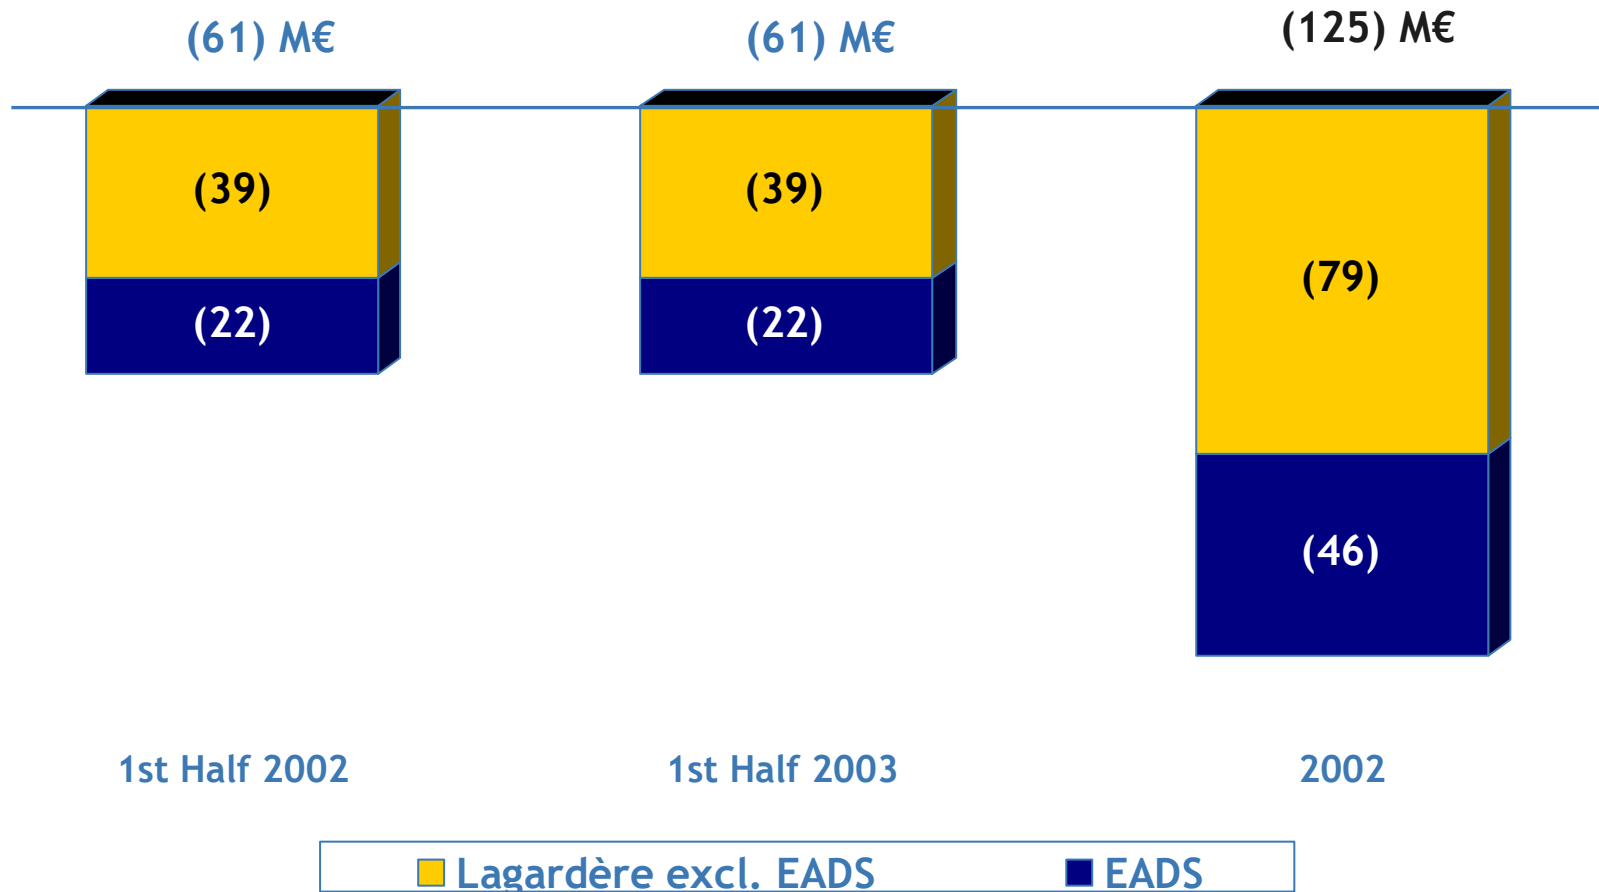 (61) M€
(61) M€
(125) M€
(39)
(39)
(79)
(22)
(22)
(46)
1st Half 2002
1st Half 2003
2002
Lagardère excl. EADS
EADS